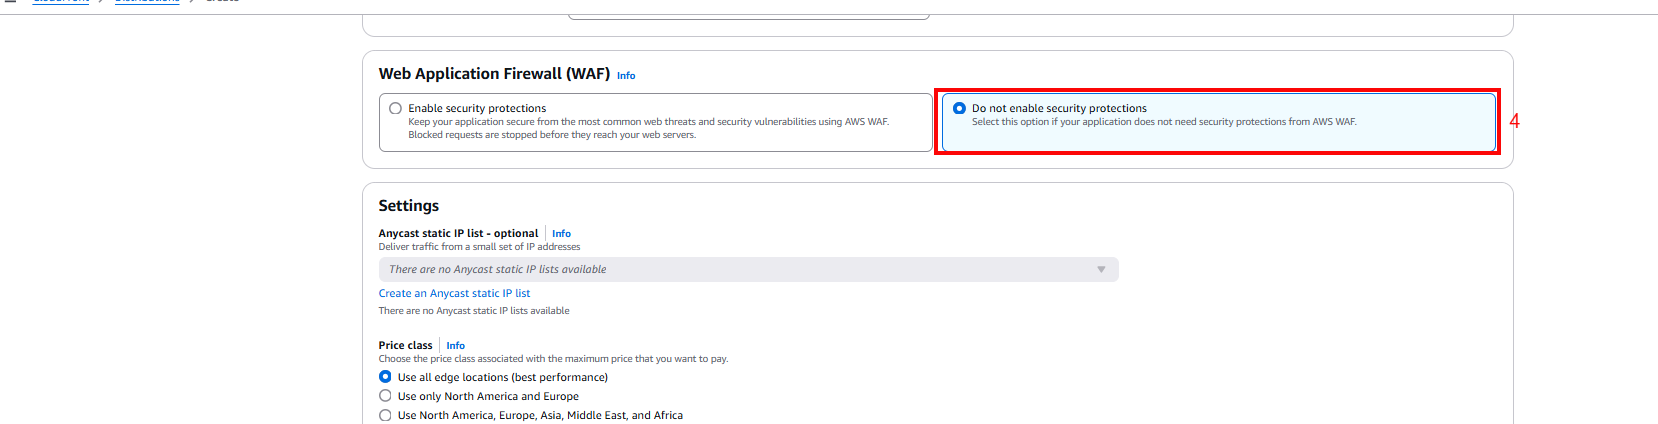 CloudFront > Distributions > Create
Web Application Firewall (WAF) Info
Enable security protections
Keep your application secure from the most common web threats and security vulnerabilities using AWS WAF.
Blocked requests are stopped before they reach your web servers.
Do not enable security protections
Select this option if your application does not need security protections from AWS WAF.
4
Settings
Anycast static IP list - optional Info
Deliver traffic from a small set of IP addresses
There are no Anycast static IP lists available
Create an Anycast static IP list
There are no Anycast static IP lists available
Price class Info
Choose the price class associated with the maximum price that you want to pay.
Use all edge locations (best performance)
Use only North America and Europe
Use North America, Europe, Asia, Middle East, and Africa